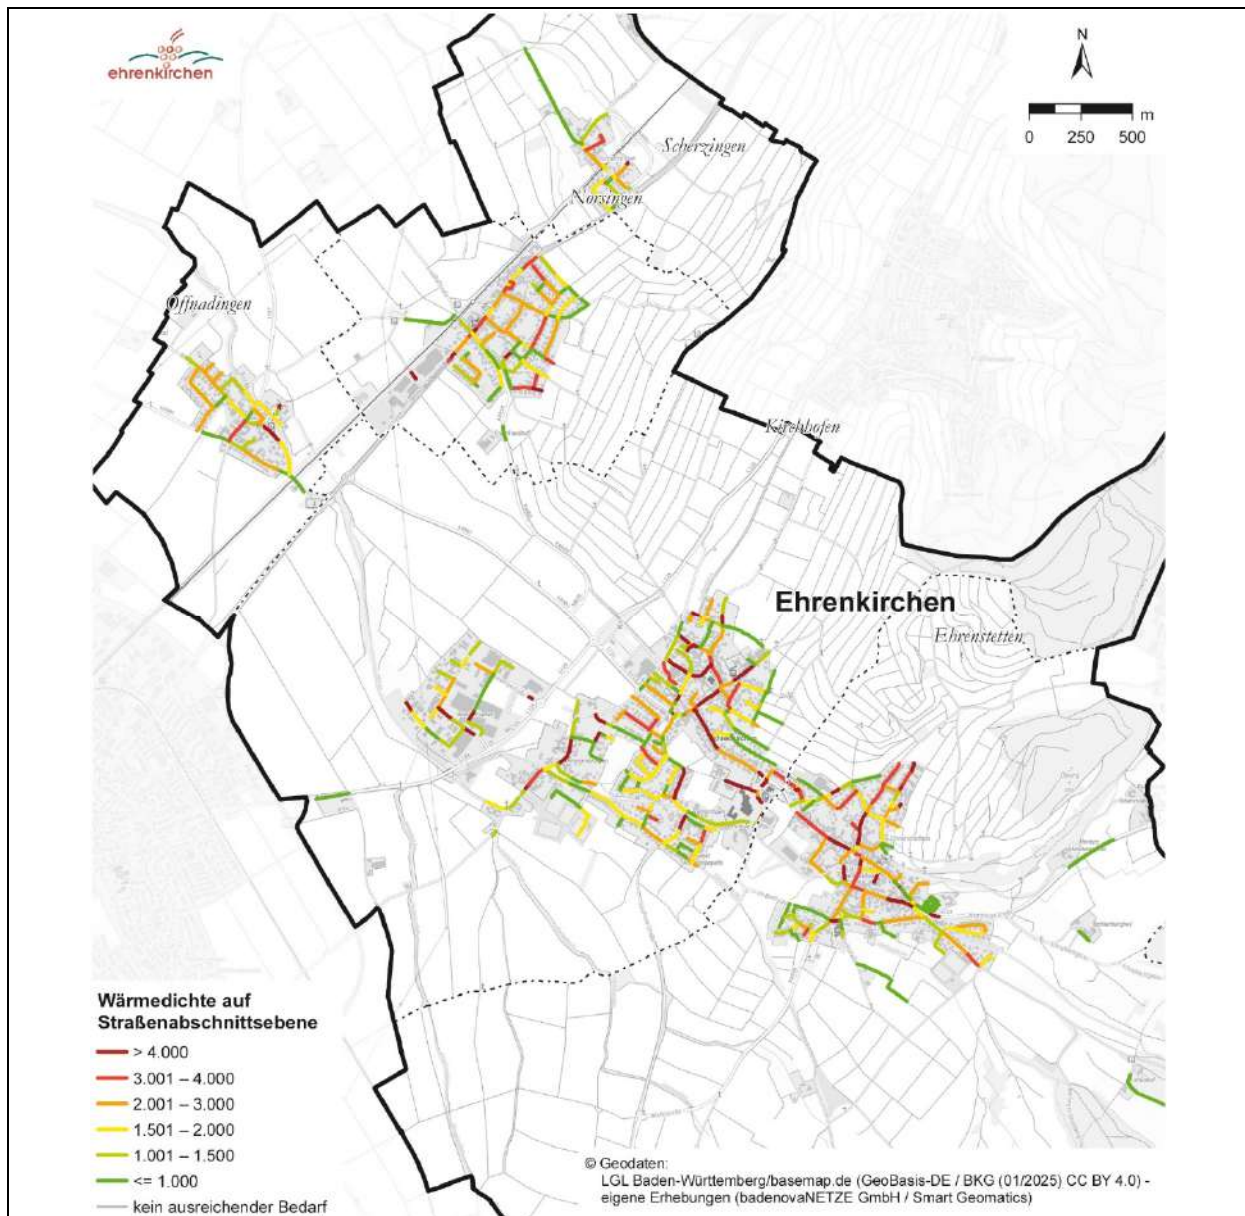 ehrenkirchen
N
m
0 250 500
Scherzingen
Norsingen
Offnadingen
Kirchhofen
Ehrenkirchen
Ehrenstetten
Wärmedichte auf
Straßenabschnittsebene
> 4.000
3.001 – 4.000
2.001 – 3.000
1.501 – 2.000
1.001 – 1.500
<= 1.000
kein ausreichender Bedarf
© Geodaten:
LGL Baden-Württemberg/basemap.de (GeoBasis-DE / BKG (01/2025) CC BY 4.0) -
eigene Erhebungen (badenovaNETZE GmbH / Smart Geomatics)